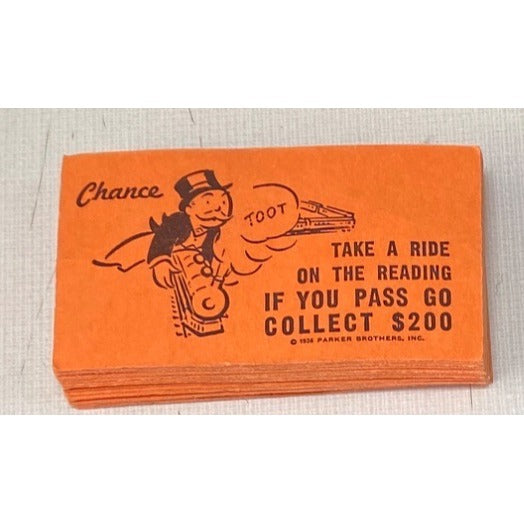 Chance
TOOT
TAKE A RIDE
ON THE READING
IF YOU PASS GO
COLLECT $200
© 1936 PARKER BROTHERS, INC.